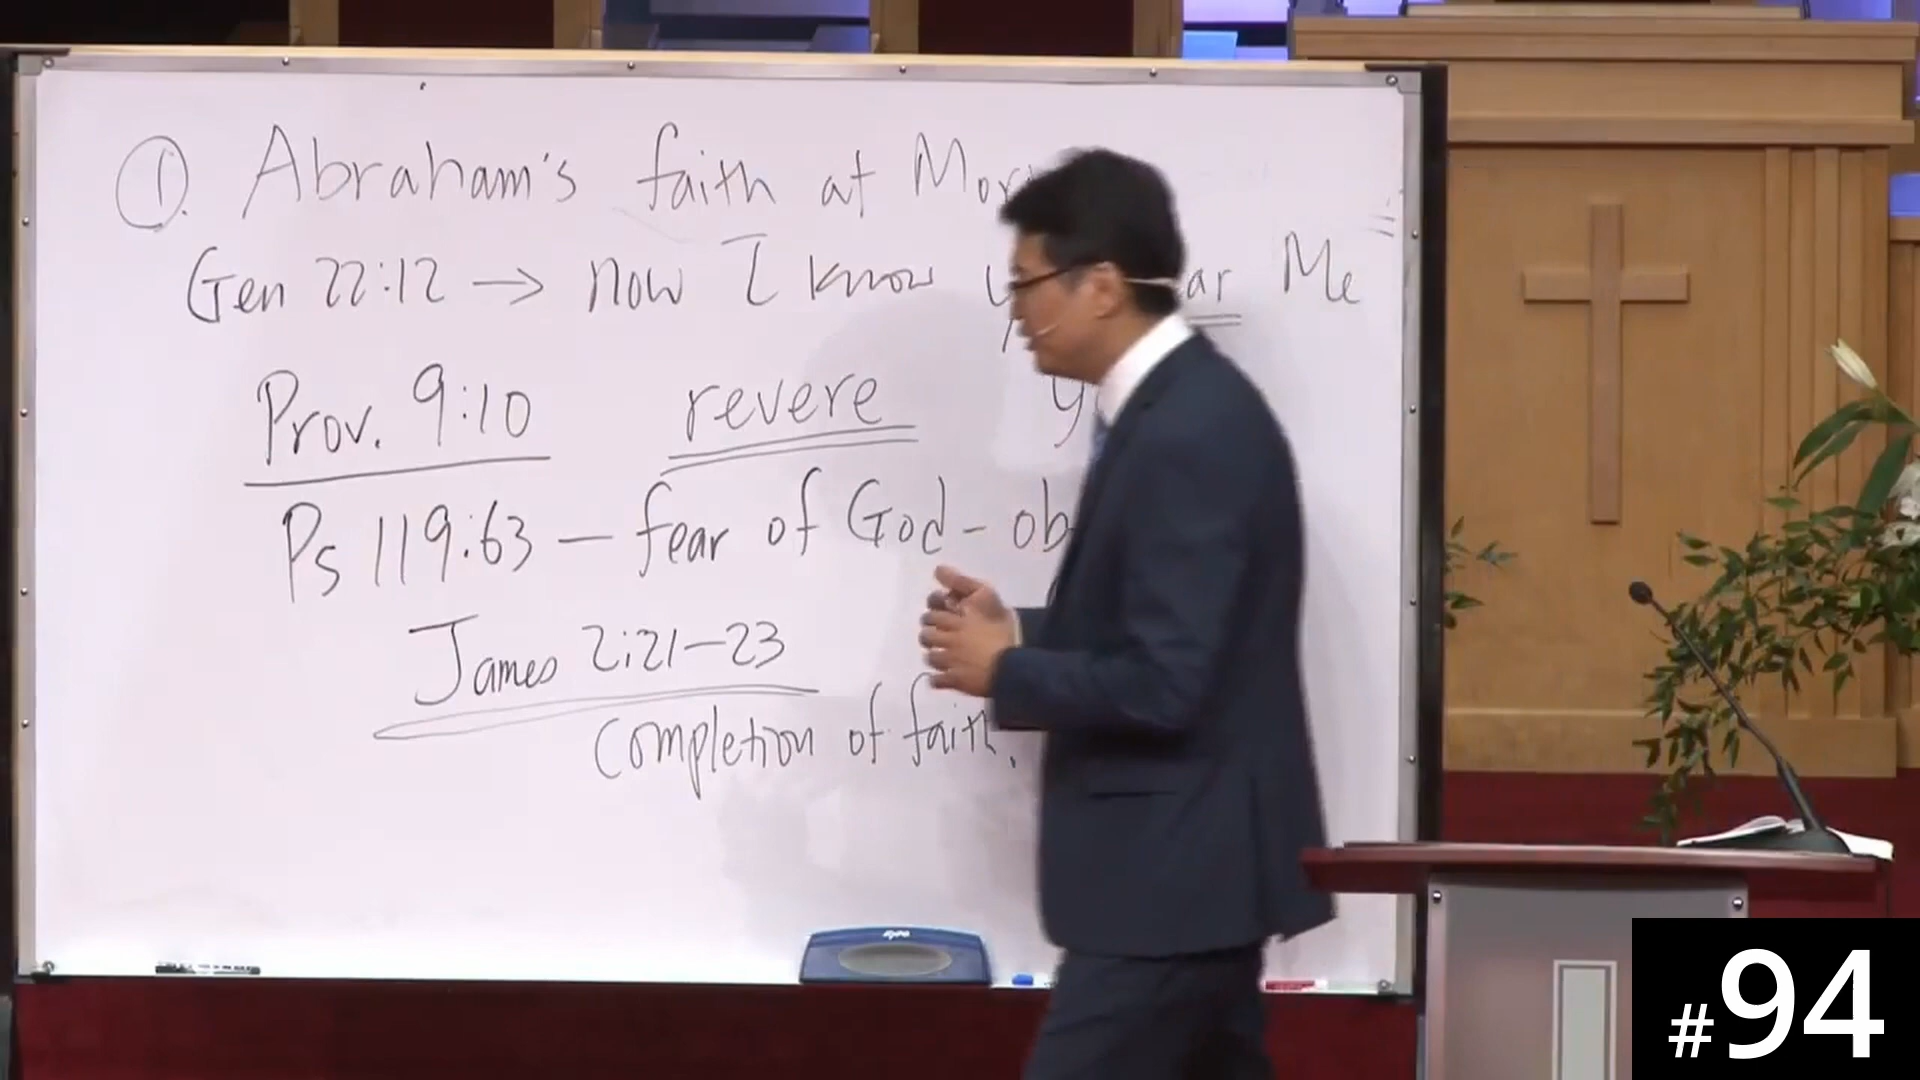 ①. Abraham's faith at Mor
Gen 22:12 → now I know y ar Me
Prov. 9:10 revere
Ps 119:63 – fear of God - ob
James 2:21-23
completion of faith.
expo
#94